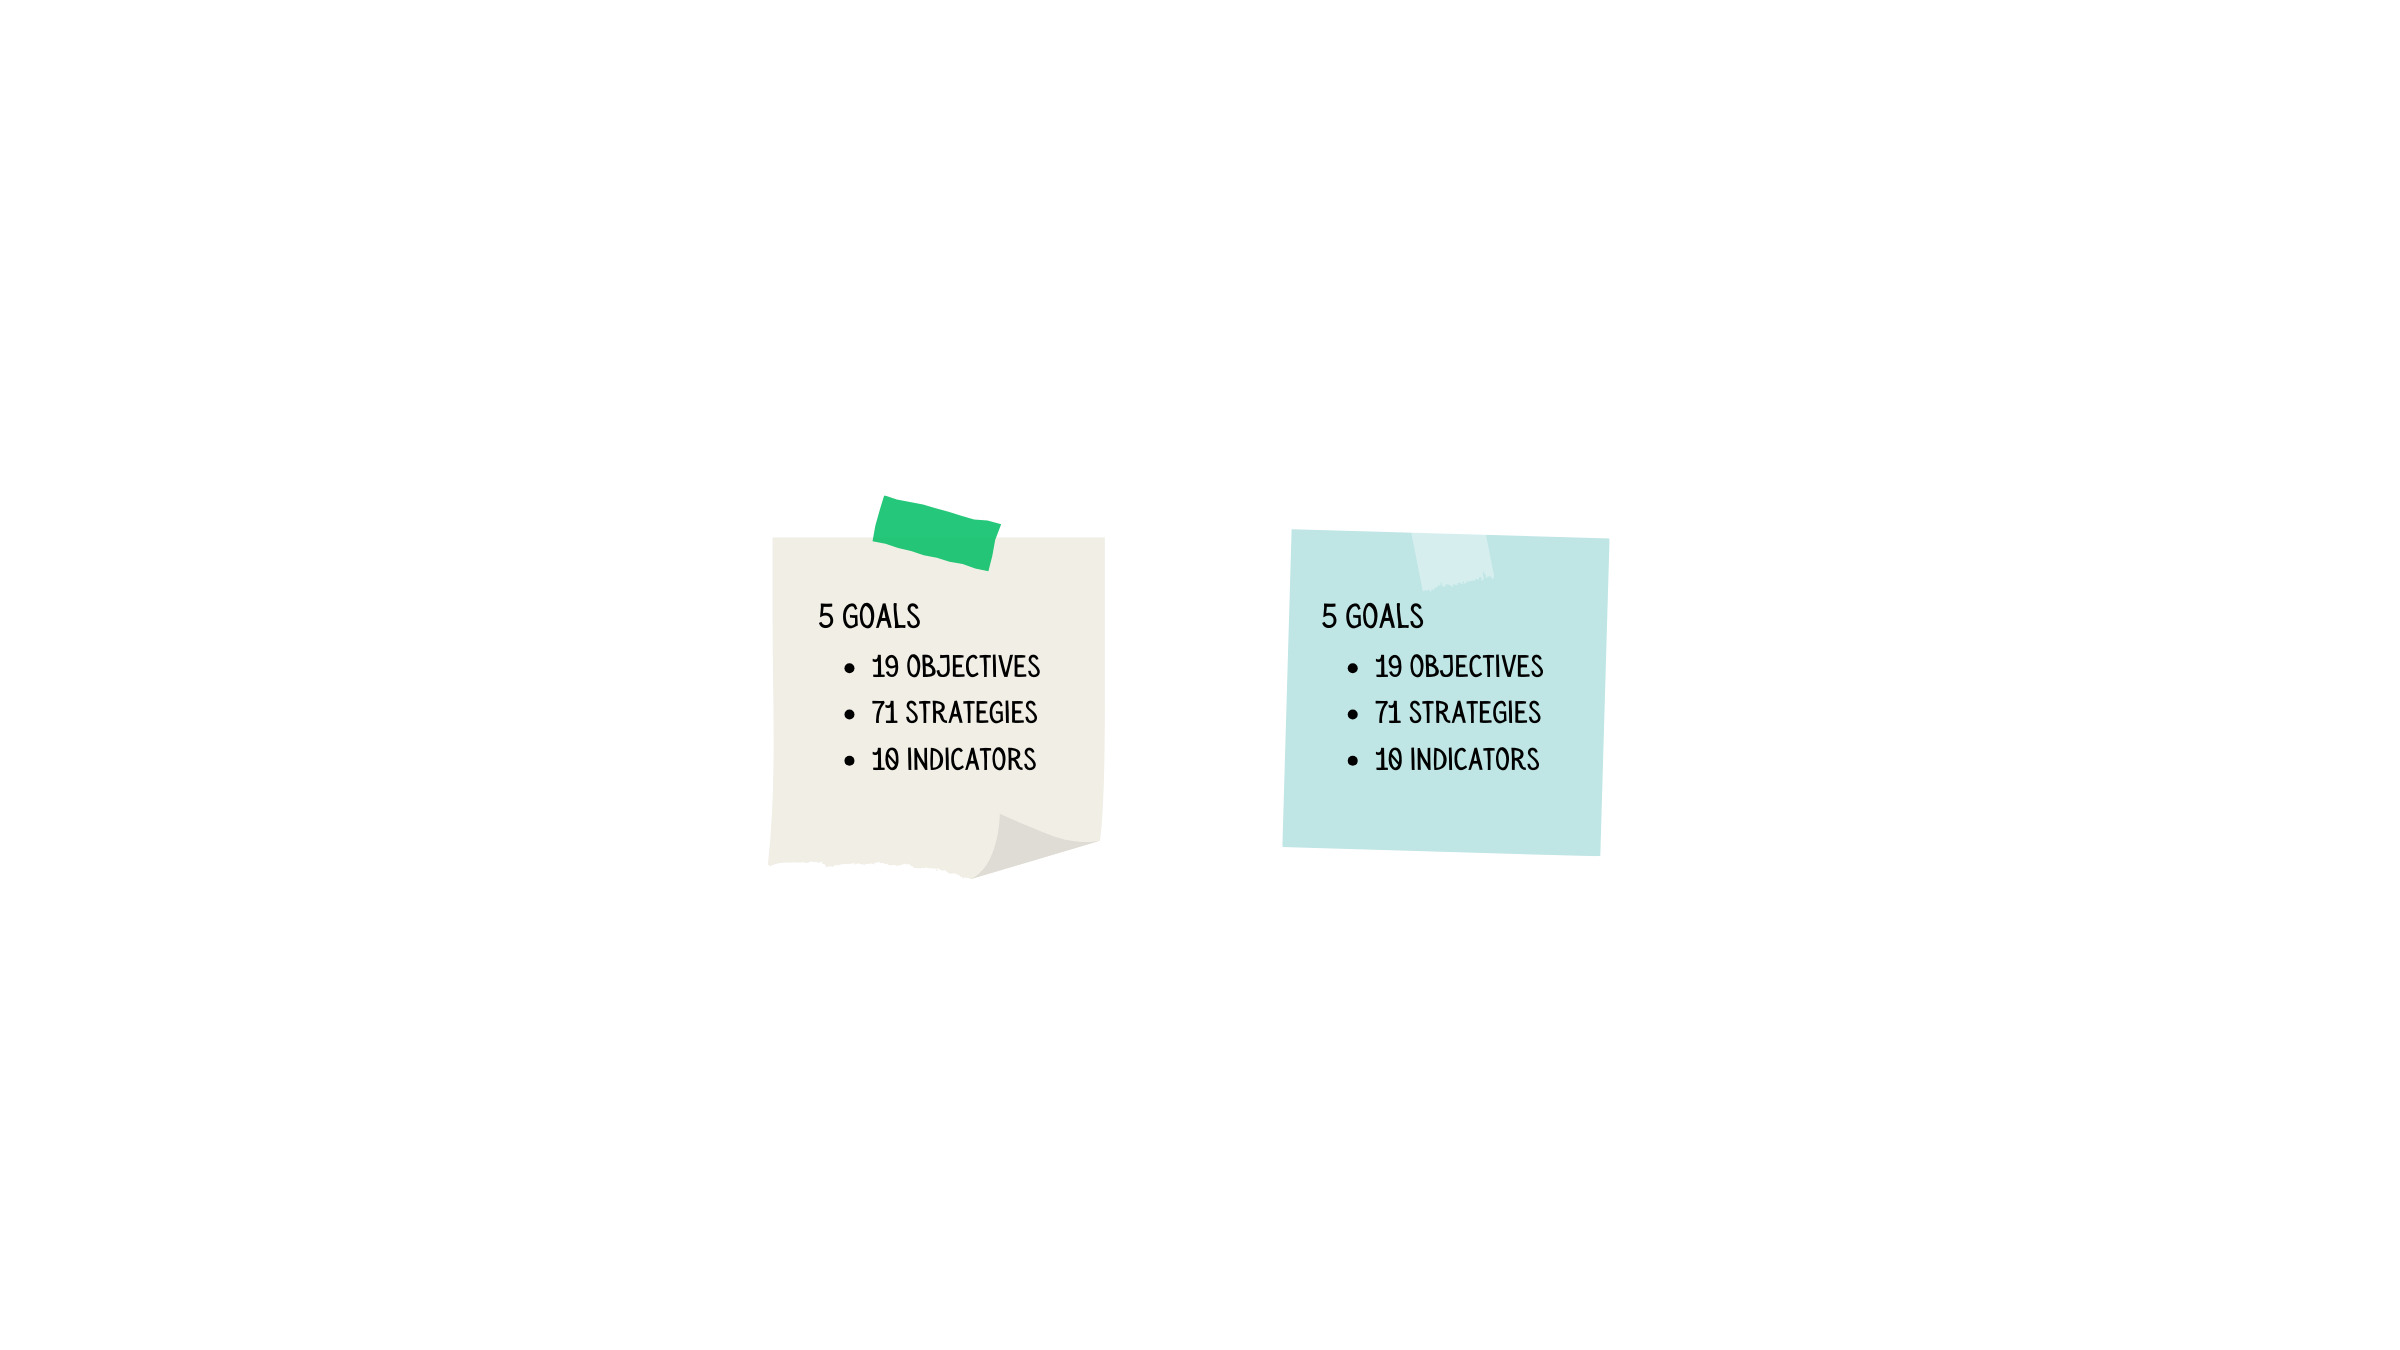 5 GOALS
• 19 OBJECTIVES
• 71 STRATEGIES
• 10 INDICATORS
5 GOALS
• 19 OBJECTIVES
• 71 STRATEGIES
• 10 INDICATORS